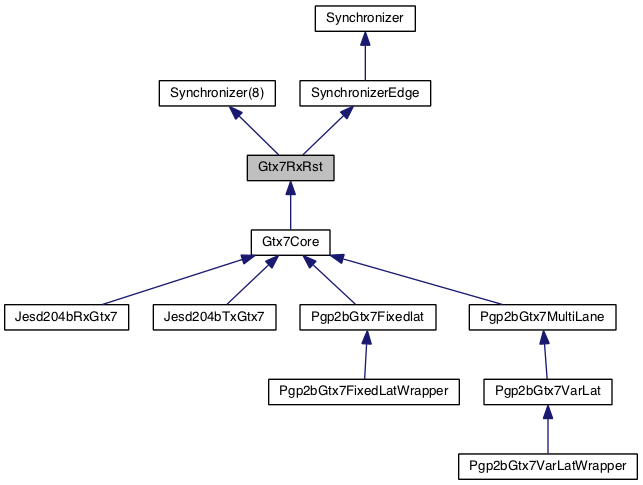 Synchronizer
Synchronizer(8)
SynchronizerEdge
Gtx7RxRst
Gtx7Core
Jesd204bRxGtx7
Jesd204bTxGtx7
Pgp2bGtx7Fixedlat
Pgp2bGtx7MultiLane
Pgp2bGtx7FixedLatWrapper
Pgp2bGtx7VarLat
Pgp2bGtx7VarLatWrapper